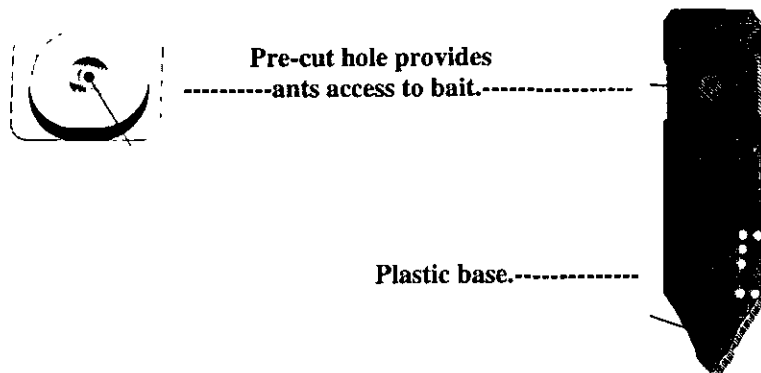 Pre-cut hole provides
----------ants access to bait.-----------------
Plastic base.--------------